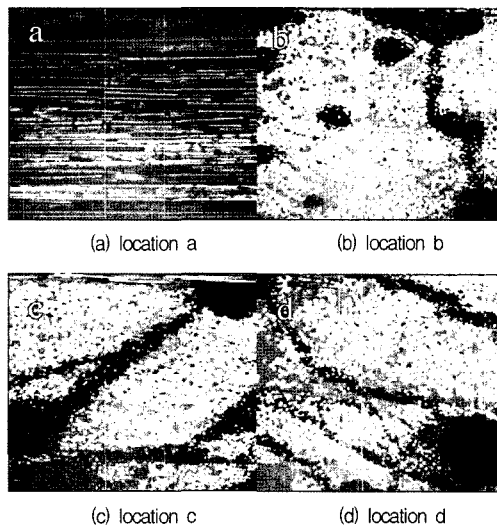 a
b
(a) location a
(b) location b
c
d
(c) location c
(d) location d